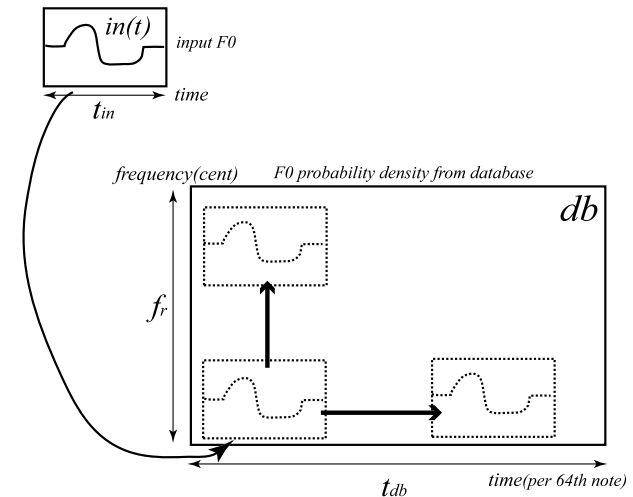 in(t)
input F0
time
tin
frequency(cent)
F0 probability density from database
db
fr
tdb
time(per 64th note)